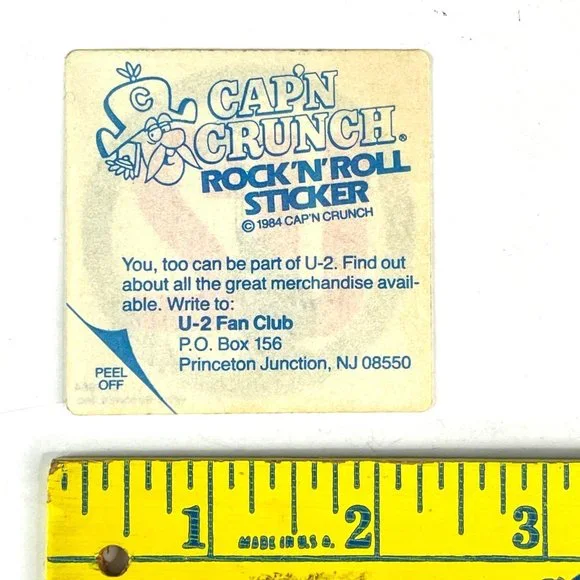 C
CAP'N
CRUNCH®
ROCK 'N' ROLL
STICKER
© 1984 CAP'N CRUNCH
You, too can be part of U-2. Find out
about all the great merchandise avail-
able. Write to:
U-2 Fan Club
P.O. Box 156
Princeton Junction, NJ 08550
PEEL
OFF
1 MADE IN U.S.A. 2 3